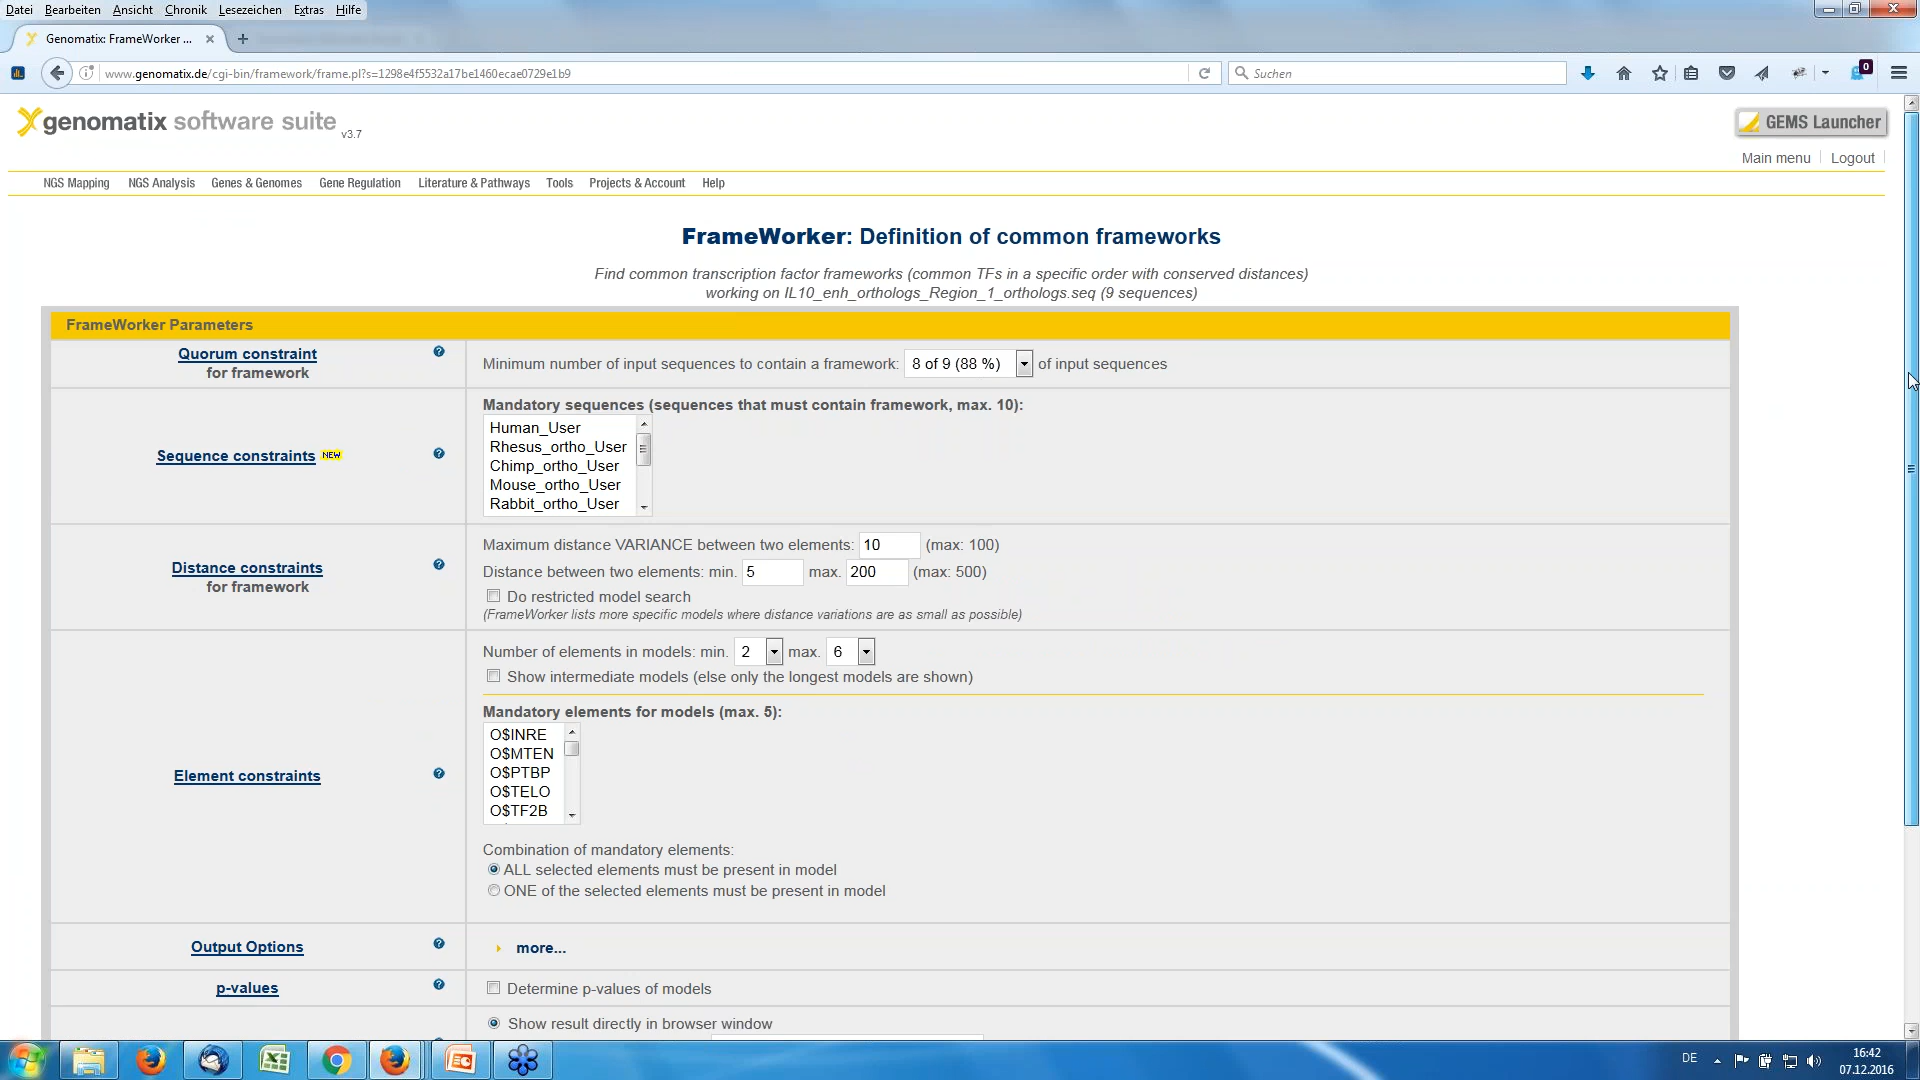 Datei Bearbeiten Ansicht Chronik Lesezeichen Extras Hilfe
Genomatix: FrameWorker ...
www.genomatix.de/cgi-bin/framework/frame.pl?s=1298e4f5532a17be1460ecae0729e1b9
Suchen
0
genomatix software suite v3.7
GEMS Launcher
Main menu Logout
NGS Mapping NGS Analysis Genes & Genomes Gene Regulation Literature & Pathways Tools Projects & Account Help
FrameWorker: Definition of common frameworks
Find common transcription factor frameworks (common TFs in a specific order with conserved distances)
working on IL10_enh_orthologs_Region_1_orthologs.seq (9 sequences)
FrameWorker Parameters
Quorum constraint
for framework
?
Minimum number of input sequences to contain a framework: 8 of 9 (88 %) of input sequences
Sequence constraints NEW
?
Mandatory sequences (sequences that must contain framework, max. 10):
Human_User
Rhesus_ortho_User
Chimp_ortho_User
Mouse_ortho_User
Rabbit_ortho_User
Distance constraints
for framework
?
Maximum distance VARIANCE between two elements: 10 (max: 100)
Distance between two elements: min. 5 max. 200 (max: 500)
Do restricted model search
(FrameWorker lists more specific models where distance variations are as small as possible)
Element constraints
?
Number of elements in models: min. 2 max. 6
Show intermediate models (else only the longest models are shown)
Mandatory elements for models (max. 5):
O$INRE
O$MTEN
O$PTBP
O$TELO
O$TF2B
Combination of mandatory elements:
ALL selected elements must be present in model
ONE of the selected elements must be present in model
Output Options
?
more...
p-values
?
Determine p-values of models
Show result directly in browser window
DE
16:42
07.12.2016